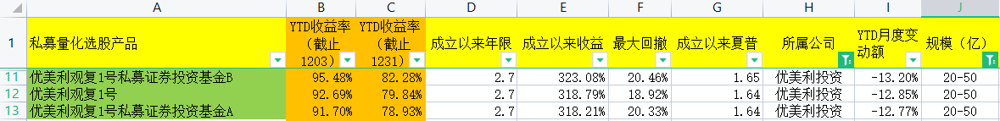 A B C D E F G H I J
1 私募量化选股产品 YTD收益率（截止1203） YTD收益率（截止1231） 成立以来年限 成立以来收益 最大回撤 成立以来夏普 所属公司 YTD月度变动额 规模（亿）
11 优美利观复1号私募证券投资基金B 95.48% 82.28% 2.7 323.08% 20.46% 1.65 优美利投资 -13.20% 20-50
12 优美利观复1号 92.69% 79.84% 2.7 318.79% 18.92% 1.64 优美利投资 -12.85% 20-50
13 优美利观复1号私募证券投资基金A 91.70% 78.93% 2.7 318.21% 20.33% 1.64 优美利投资 -12.77% 20-50